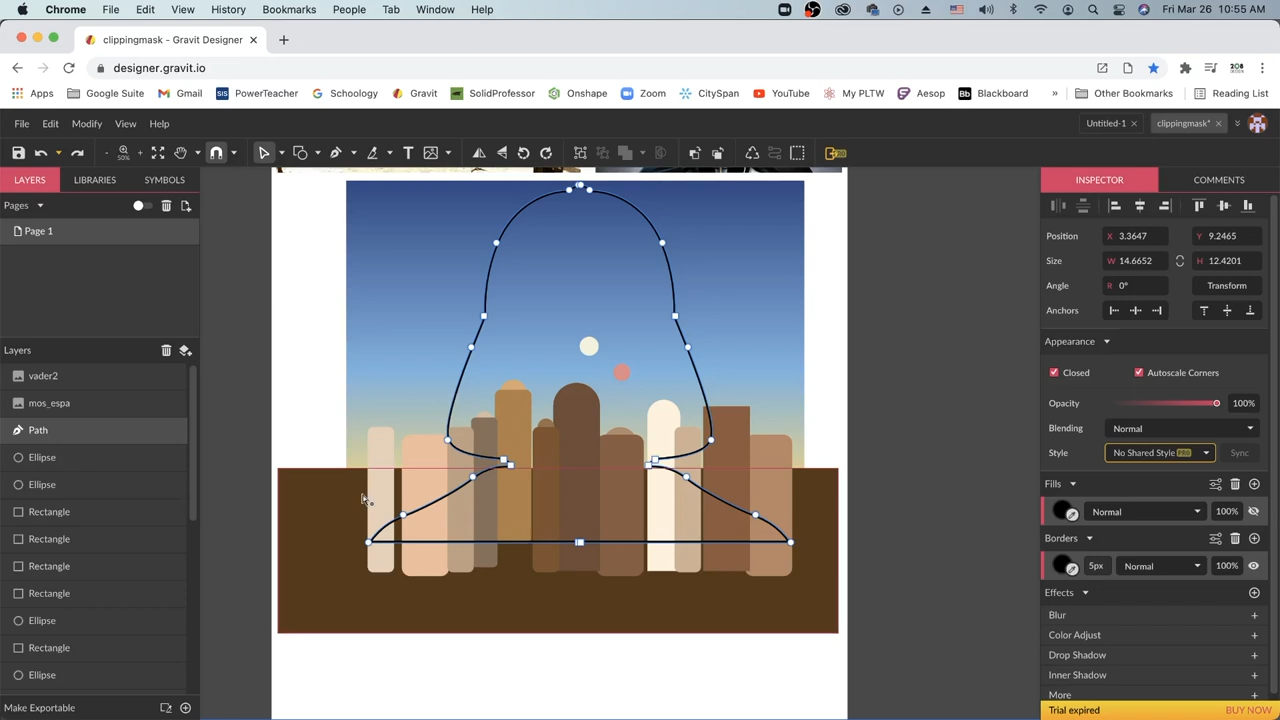 Chrome File Edit View History Bookmarks People Tab Window Help Fri Mar 26 10:55 AM
clippingmask - Gravit Designer
designer.gravit.io
Apps Google Suite Gmail SIS PowerTeacher Schoology Gravit SolidProfessor Onshape Zoom CitySpan YouTube My PLTW Aesop Bb Blackboard » Other Bookmarks Reading List
File Edit Modify View Help Untitled-1 clippingmask*
50%
LAYERS LIBRARIES SYMBOLS INSPECTOR COMMENTS
Pages
Page 1
Position X 3.3647 Y 9.2465
Size W 14.6652 H 12.4201
Angle R 0° Transform
Anchors
Appearance
Layers
vader2
mos_espa
Path
Ellipse
Ellipse
Rectangle
Rectangle
Rectangle
Rectangle
Ellipse
Rectangle
Ellipse
Closed Autoscale Corners
Opacity 100%
Blending Normal
Style No Shared Style PRO Sync
Fills
Normal 100%
Borders
5px Normal 100%
Effects
Blur
Color Adjust
Drop Shadow
Inner Shadow
More
Make Exportable
Trial expired BUY NOW